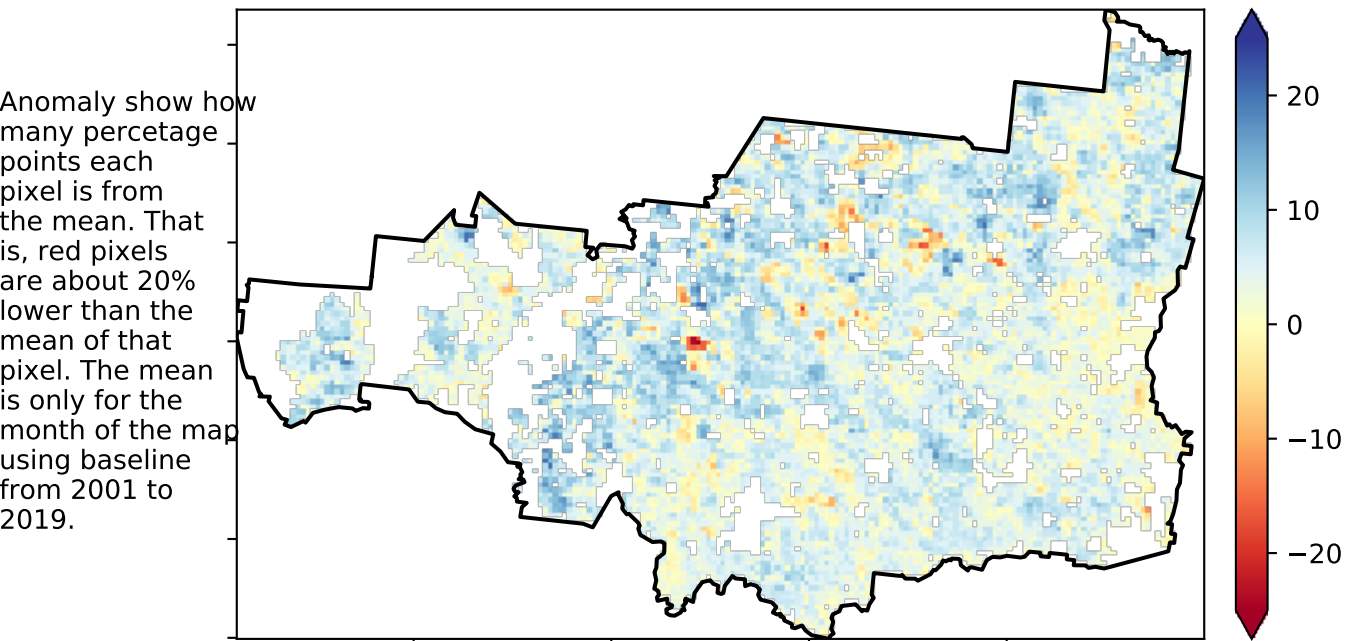 Anomaly show how
many percetage
points each
pixel is from
the mean. That
is, red pixels
are about 20%
lower than the
mean of that
pixel. The mean
is only for the
month of the map
using baseline
from 2001 to
2019.
20
10
0
−10
−20